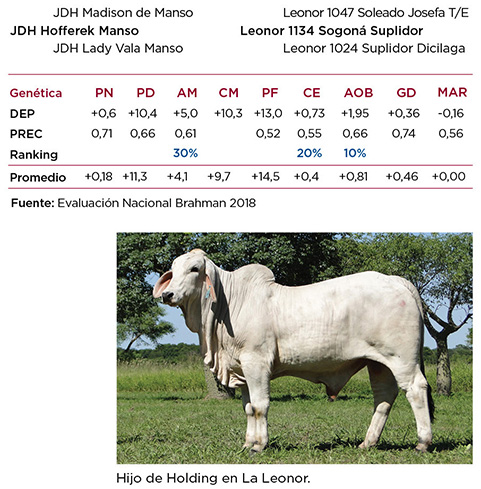 JDH Madison de Manso Leonor 1047 Soleado Josefa T/E
JDH Hofferek Manso Leonor 1134 Sogoná Suplidor
JDH Lady Vala Manso Leonor 1024 Suplidor Dicilaga
Genética PN PD AM CM PF CE AOB GD MAR
DEP +0,6 +10,4 +5,0 +10,3 +13,0 +0,73 +1,95 +0,36 -0,16
PREC 0,71 0,66 0,61 0,52 0,55 0,66 0,74 0,56
Ranking 30% 20% 10%
Promedio +0,18 +11,3 +4,1 +9,7 +14,5 +0,4 +0,81 +0,46 +0,00
Fuente: Evaluación Nacional Brahman 2018
Hijo de Holding en La Leonor.